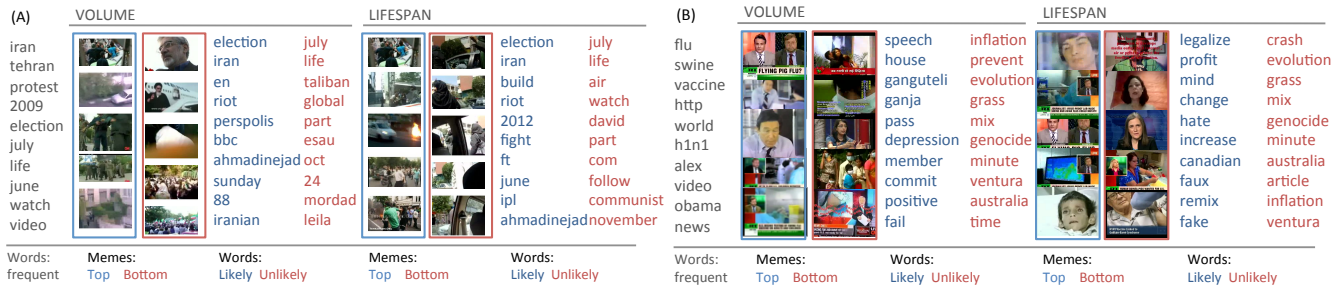 (A) VOLUME LIFESPAN
iran
tehran
protest
2009
election
july
life
june
watch
video
election
iran
en
riot
perspolis
bbc
ahmadinejad
sunday
88
iranian
july
life
taliban
global
part
esau
oct
24
mordad
leila
election
iran
build
riot
2012
fight
ft
june
ipl
ahmadinejad
july
life
air
watch
david
part
com
follow
communist
november
Words: Memes: Words: Memes: Words:
frequent Top Bottom Likely Unlikely Top Bottom Likely Unlikely
(B) VOLUME LIFESPAN
flu
swine
vaccine
http
world
h1n1
alex
video
obama
news
FLYING PIG FLU?
speech
house
ganguteli
ganja
pass
depression
member
commit
positive
fail
inflation
prevent
evolution
grass
mix
genocide
minute
ventura
australia
time
legalize
profit
mind
change
hate
increase
canadian
faux
remix
fake
crash
evolution
grass
mix
genocide
minute
australia
article
inflation
ventura
Words: Memes: Words: Memes: Words:
frequent Top Bottom Likely Unlikely Top Bottom Likely Unlikely